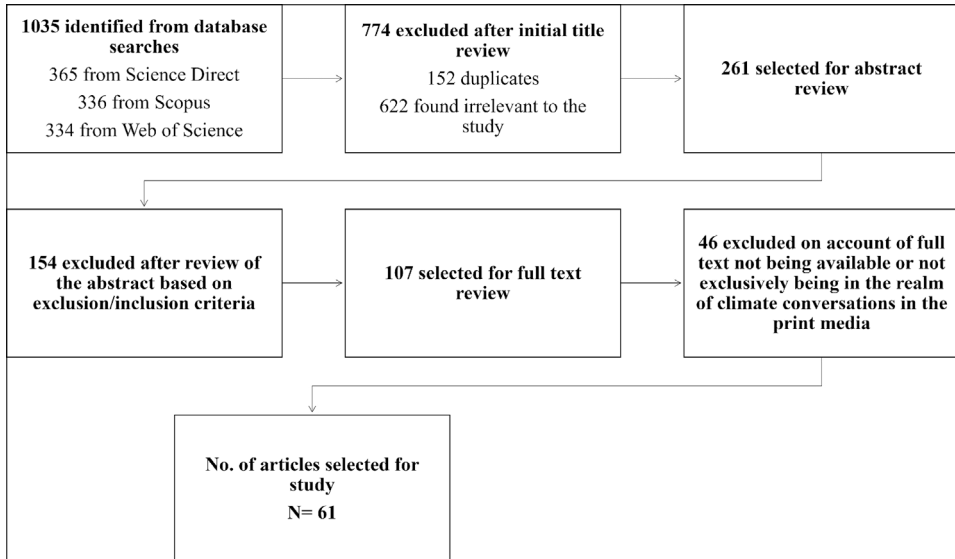 1035 identified from database
searches
365 from Science Direct
336 from Scopus
334 from Web of Science
774 excluded after initial title
review
152 duplicates
622 found irrelevant to the
study
261 selected for abstract
review
154 excluded after review of
the abstract based on
exclusion/inclusion criteria
107 selected for full text
review
46 excluded on account of full
text not being available or not
exclusively being in the realm
of climate conversations in the
print media
No. of articles selected for
study
N= 61